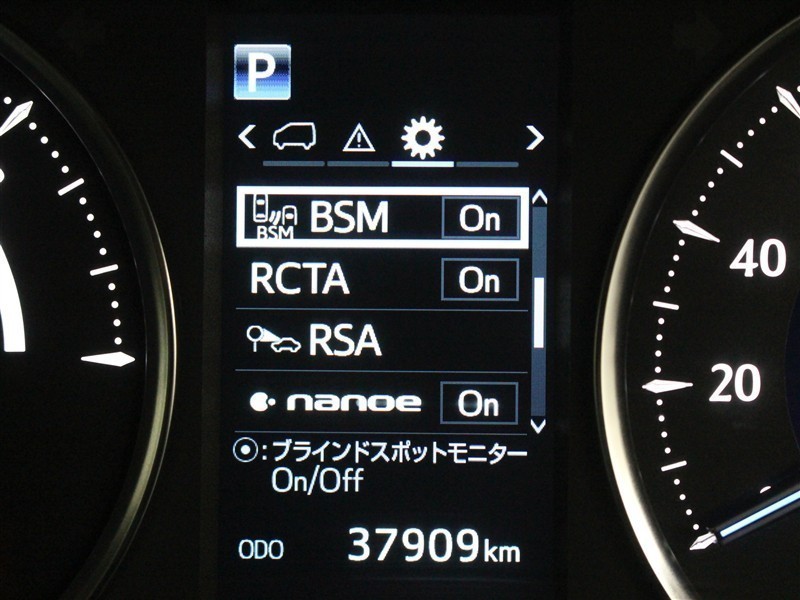 P
BSM BSM On
RCTA On
RSA
nanoe On
:ブラインドスポットモニター
On/Off
ODO 37909km
40
20